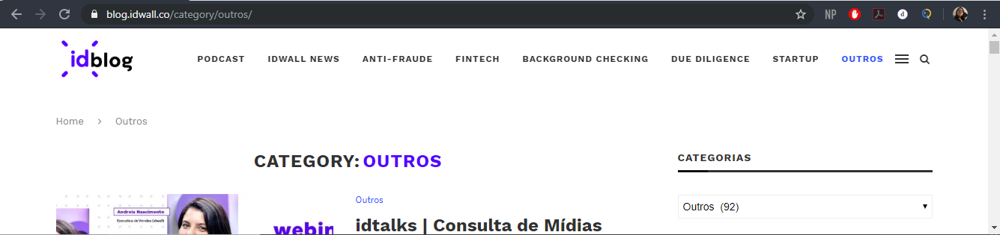 blog.idwall.co/category/outros/
NP
idblog
PODCAST IDWALL NEWS ANTI-FRAUDE FINTECH BACKGROUND CHECKING DUE DILIGENCE STARTUP OUTROS
Home > Outros
CATEGORY: OUTROS
CATEGORIAS
Outros
Outros (92)
Andreia Nascimento
Executiva de Vendas (idwall)
webin
idtalks | Consulta de Mídias